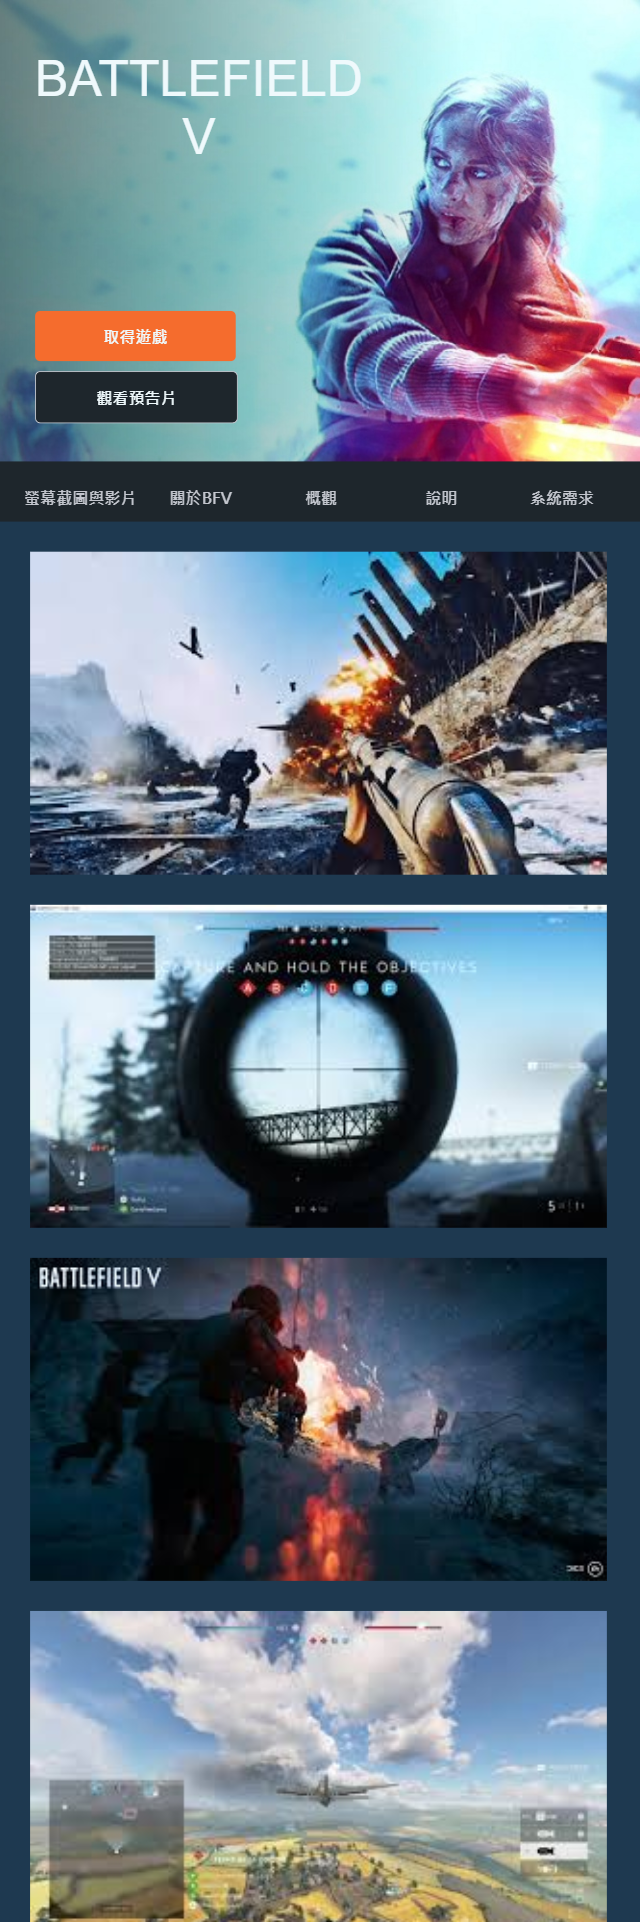 BATTLEFIELD
V
取得遊戲
觀看預告片
螢幕截圖與影片 關於BFV 概觀 說明 系統需求
CAPTURE AND HOLD THE OBJECTIVES
A B C D E F
5
BATTLEFIELD V